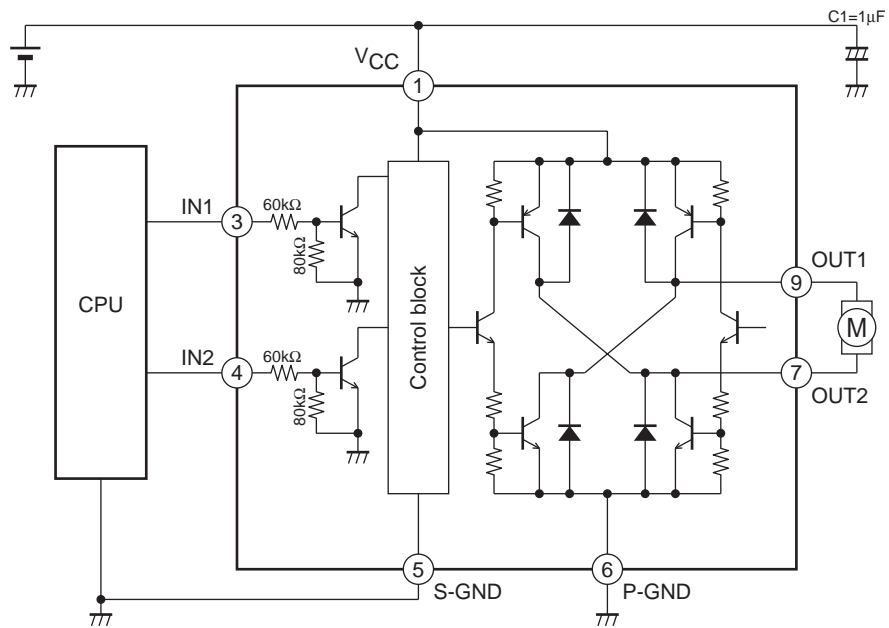 C1=1µF
VCC
1
CPU
IN1
3
60kΩ
80kΩ
IN2
4
60kΩ
80kΩ
Control block
9
OUT1
M
7
OUT2
5
S-GND
6
P-GND